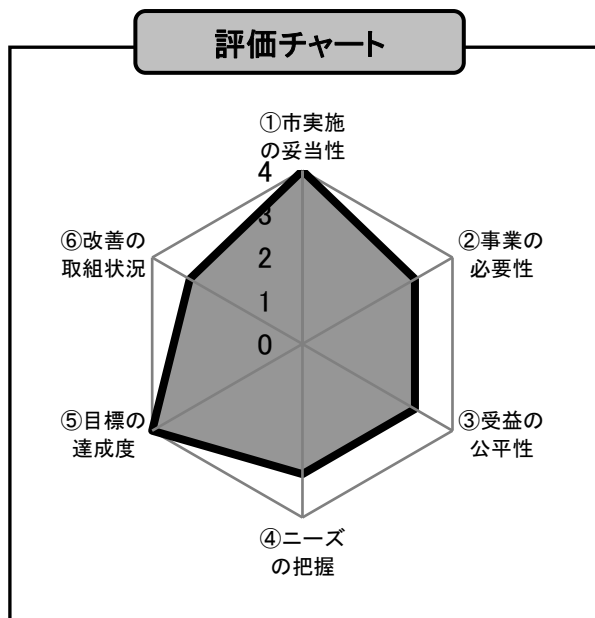 評価チャート
①市実施
の妥当性
4
3
2
1
0
②事業の
必要性
③受益の
公平性
④ニーズ
の把握
⑤目標の
達成度
⑥改善の
取組状況